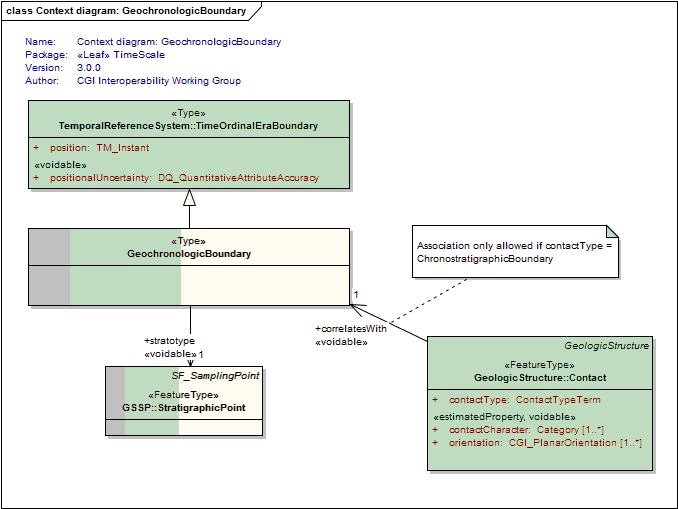 class Context diagram: GeochronologicBoundary
Name: Context diagram: GeochronologicBoundary
Package: «Leaf» TimeScale
Version: 3.0.0
Author: CGI Interoperability Working Group
«Type»
TemporalReferenceSystem::TimeOrdinalEraBoundary
+ position: TM_Instant
«voidable»
+ positionalUncertainty: DQ_QuantitativeAttributeAccuracy
«Type»
GeochronologicBoundary
Association only allowed if contactType =
ChronostratigraphicBoundary
1
+correlatesWith
«voidable»
+stratotype
«voidable» 1
SF_SamplingPoint
«FeatureType»
GSSP::StratigraphicPoint
GeologicStructure
«FeatureType»
GeologicStructure::Contact
+ contactType: ContactTypeTerm
«estimatedProperty, voidable»
+ contactCharacter: Category [1..*]
+ orientation: CGI_PlanarOrientation [1..*]